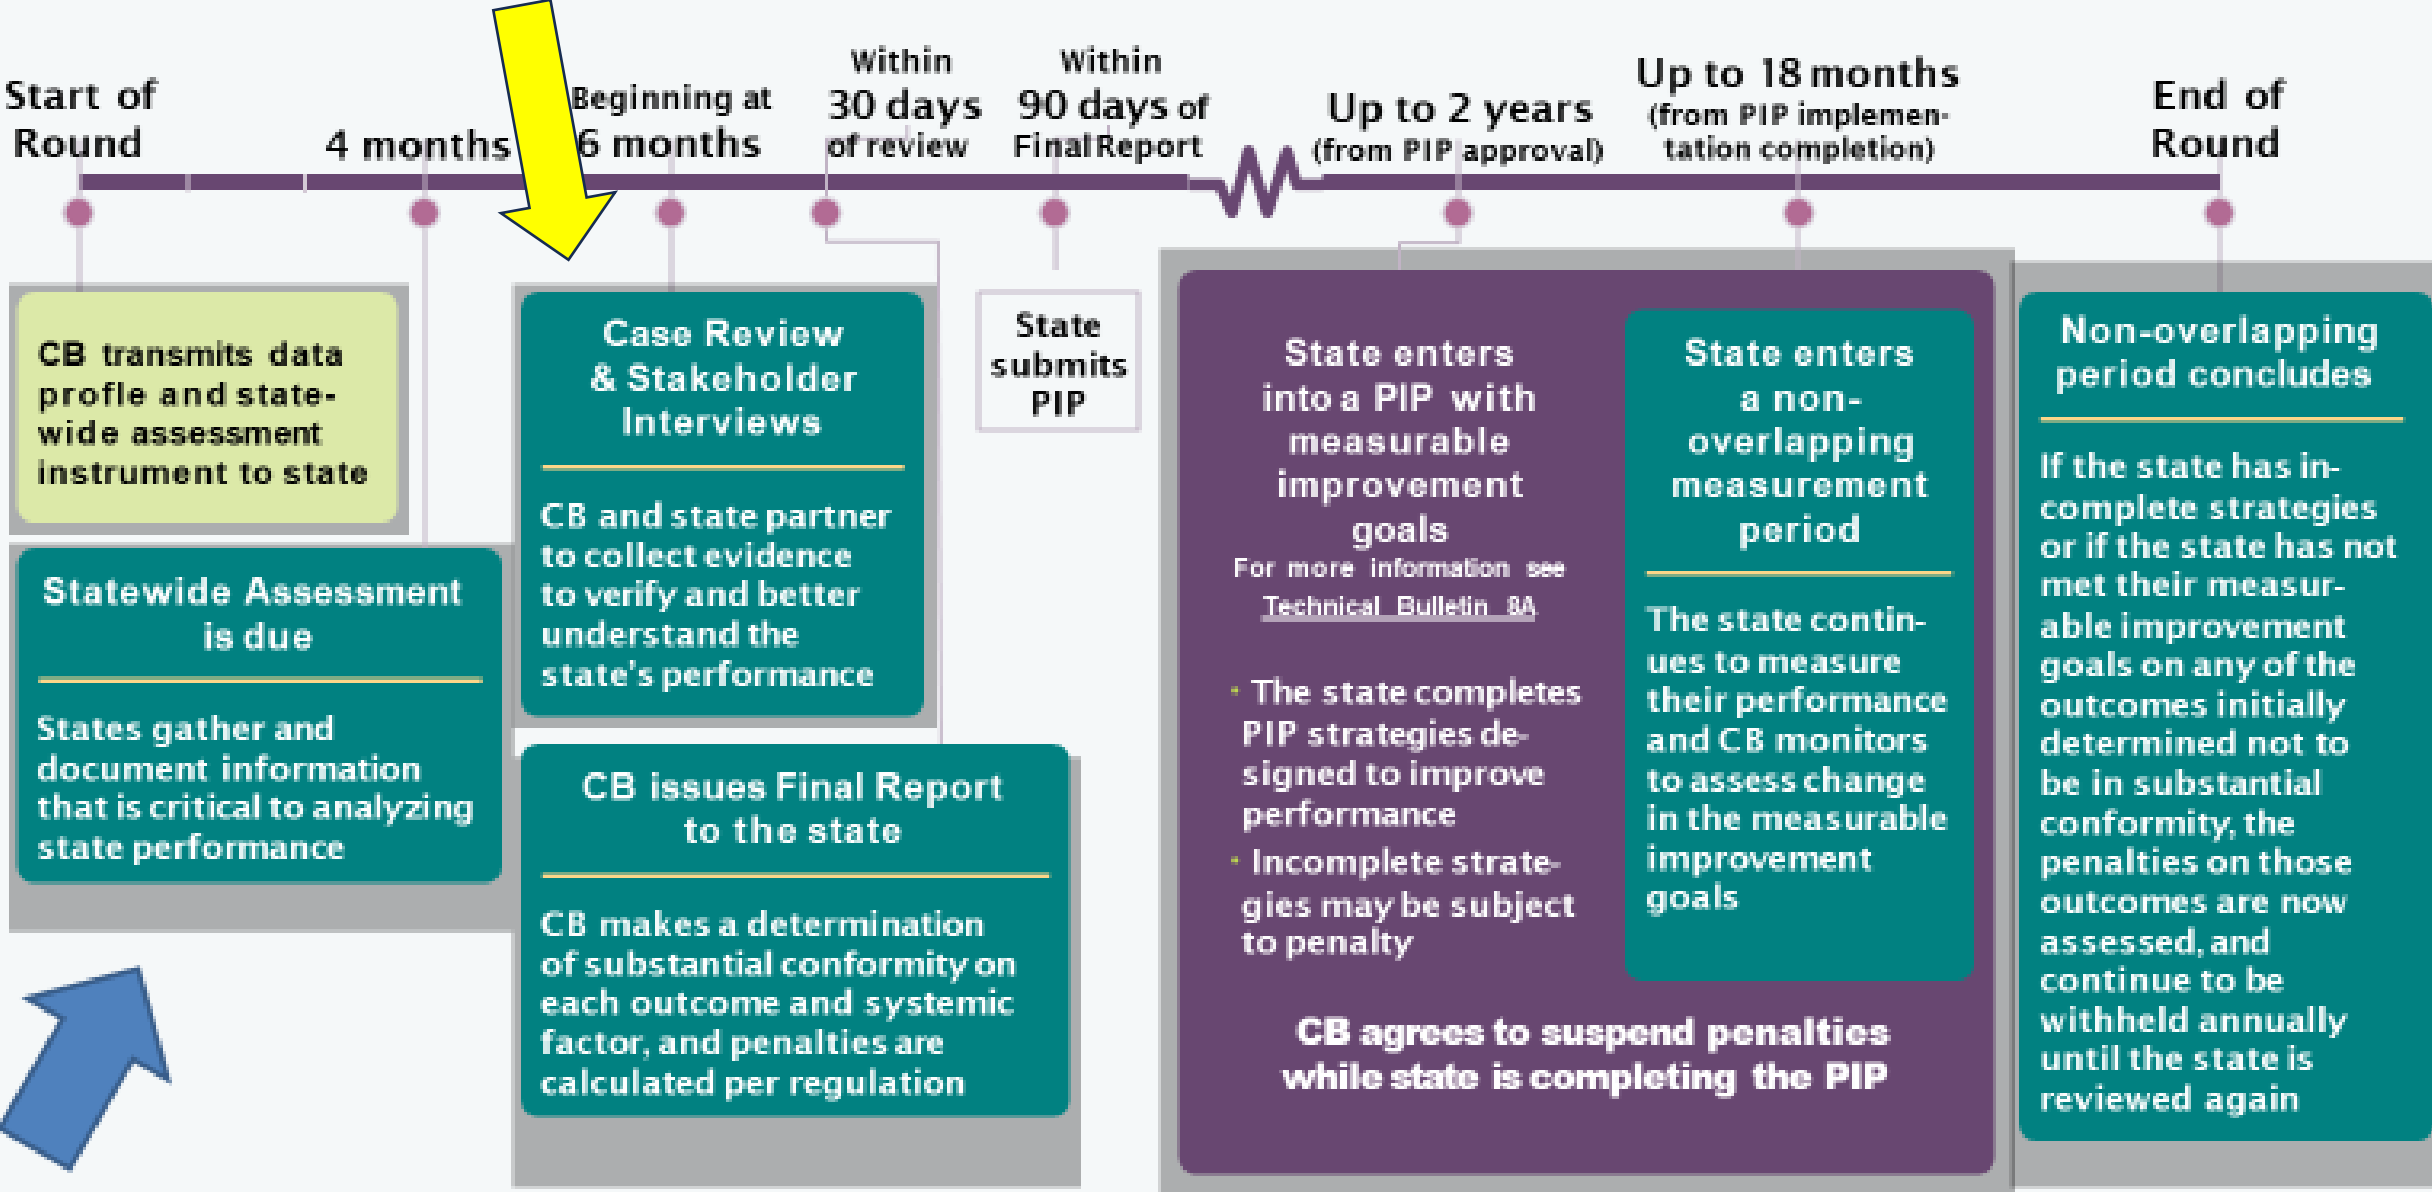 Start of
Round
4 months
Beginning at
6 months
Within
30 days
of review
Within
90 days of
Final Report
Up to 2 years
(from PIP approval)
Up to 18 months
(from PIP implemen-
tation completion)
End of
Round
CB transmits data
profle and state-
wide assessment
instrument to state
Statewide Assessment
is due
States gather and
document information
that is critical to analyzing
state performance
Case Review
& Stakeholder
Interviews
CB and state partner
to collect evidence
to verify and better
understand the
state's performance
CB issues Final Report
to the state
CB makes a determination
of substantial conformity on
each outcome and systemic
factor, and penalties are
calculated per regulation
State
submits
PIP
State enters
into a PIP with
measurable
improvement
goals
For more information see
Technical Bulletin 8A
· The state completes
PIP strategies de-
signed to improve
performance
· Incomplete strate-
gies may be subject
to penalty
State enters
a non-
overlapping
measurement
period
The state contin-
ues to measure
their performance
and CB monitors
to assess change
in the measurable
improvement
goals
CB agrees to suspend penalties
while state is completing the PIP
Non-overlapping
period concludes
If the state has in-
complete strategies
or if the state has not
met their measur-
able improvement
goals on any of the
outcomes initially
determined not to
be in substantial
conformity, the
penalties on those
outcomes are now
assessed, and
continue to be
withheld annually
until the state is
reviewed again